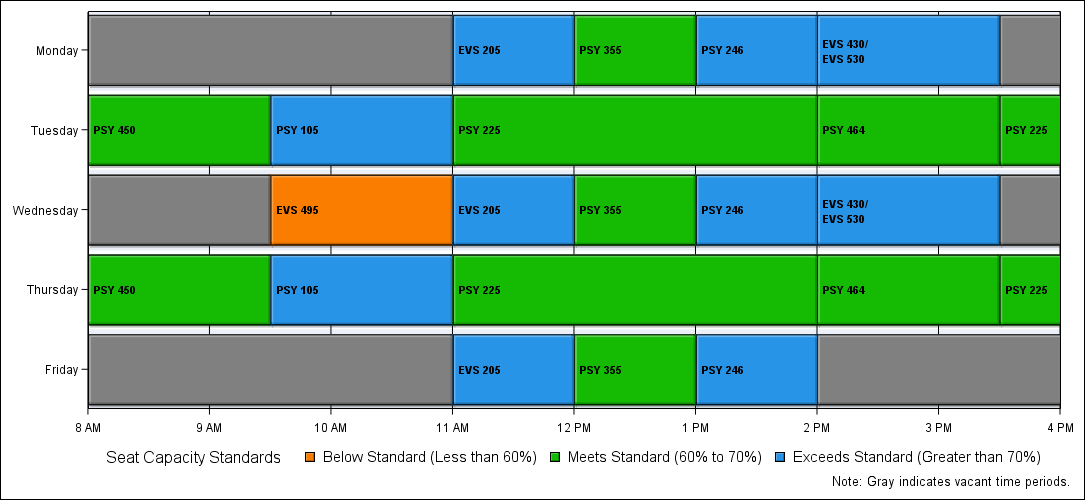 Monday
EVS 205
PSY 355
PSY 246
EVS 430/
EVS 530
Tuesday
PSY 450
PSY 105
PSY 225
PSY 464
PSY 225
Wednesday
EVS 495
EVS 205
PSY 355
PSY 246
EVS 430/
EVS 530
Thursday
PSY 450
PSY 105
PSY 225
PSY 464
PSY 225
Friday
EVS 205
PSY 355
PSY 246
8 AM 9 AM 10 AM 11 AM 12 PM 1 PM 2 PM 3 PM 4 PM
Seat Capacity Standards Below Standard (Less than 60%) Meets Standard (60% to 70%) Exceeds Standard (Greater than 70%)
Note: Gray indicates vacant time periods.